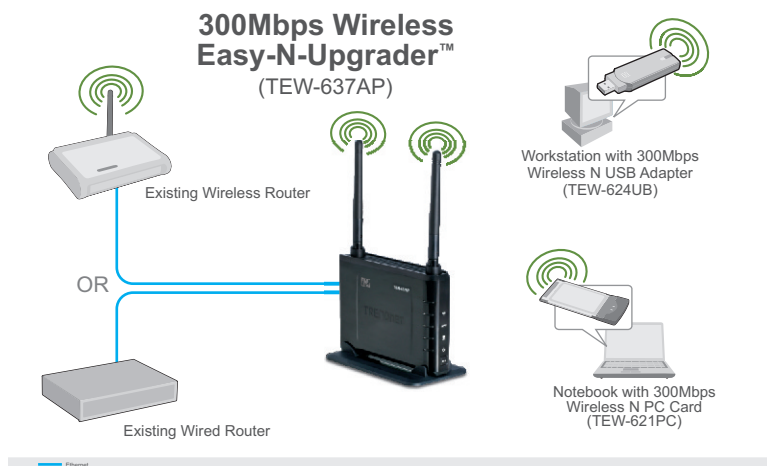 300Mbps Wireless
Easy-N-Upgrader™
(TEW-637AP)
Existing Wireless Router
OR
Existing Wired Router
Workstation with 300Mbps
Wireless N USB Adapter
(TEW-624UB)
Notebook with 300Mbps
Wireless N PC Card
(TEW-621PC)
TRENDNET
Ethernet